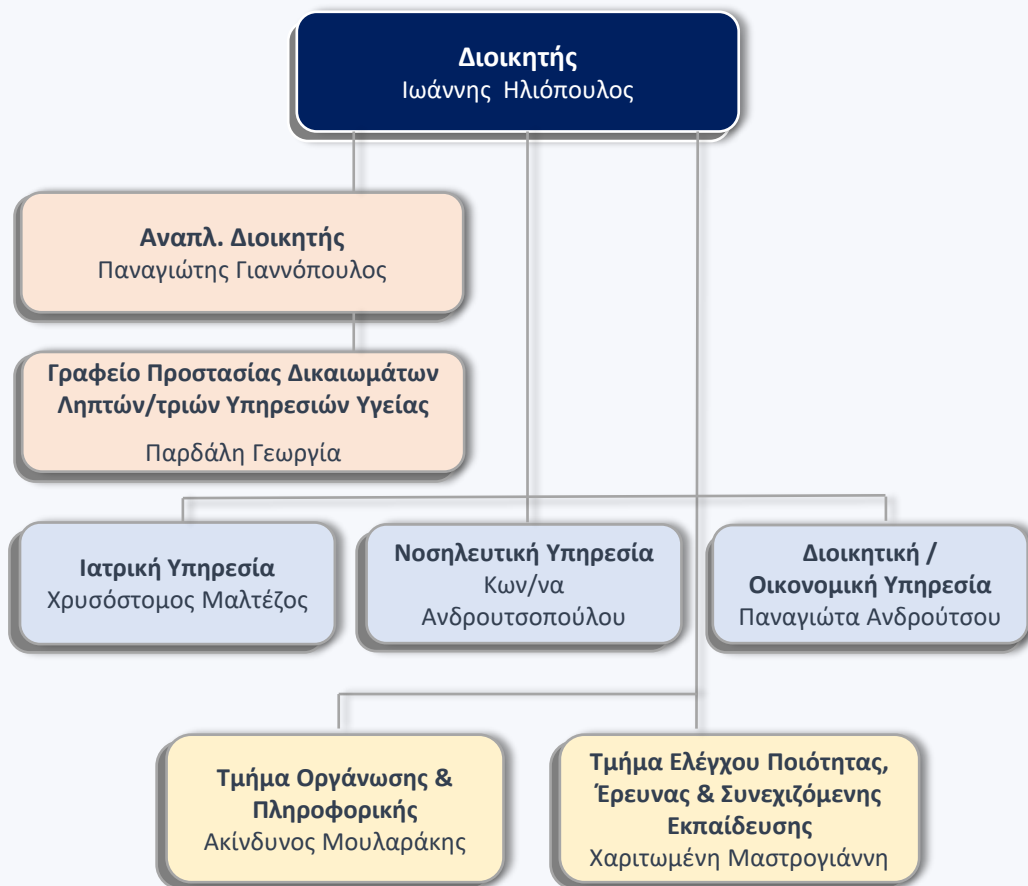 Διοικητής
Ιωάννης Ηλιόπουλος
Αναπλ. Διοικητής
Παναγιώτης Γιαννόπουλος
Γραφείο Προστασίας Δικαιωμάτων
Ληπτών/τριών Υπηρεσιών Υγείας
Παρδάλη Γεωργία
Ιατρική Υπηρεσία
Χρυσόστομος Μαλτέζος
Νοσηλευτική Υπηρεσία
Κων/να
Ανδρουτσοπούλου
Διοικητική /
Οικονομική Υπηρεσία
Παναγιώτα Ανδρούτσου
Τμήμα Οργάνωσης &
Πληροφορικής
Ακίνδυνος Μουλαράκης
Τμήμα Ελέγχου Ποιότητας,
Έρευνας & Συνεχιζόμενης
Εκπαίδευσης
Χαριτωμένη Μαστρογιάννη